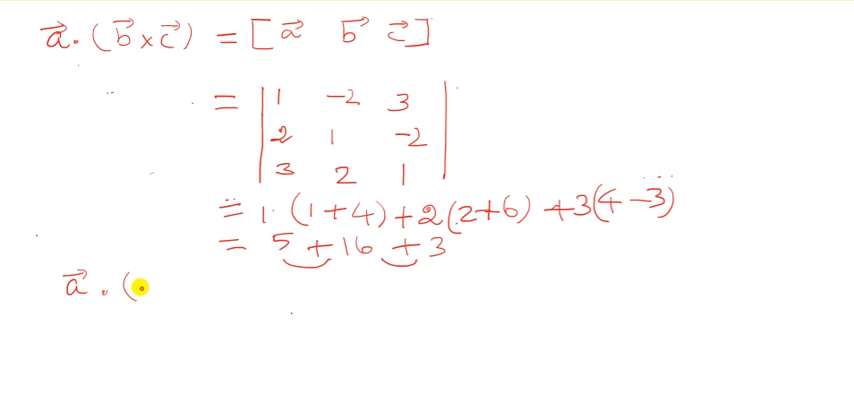 a⃗. (b⃗ × c⃗) = [a⃗ b⃗ c⃗]
= | 1 -2 3 |
| 2 1 -2 |
| 3 2 1 |
= 1. (1+4) + 2(2+6) + 3(4-3)
= 5 + 16 + 3
a⃗ . (